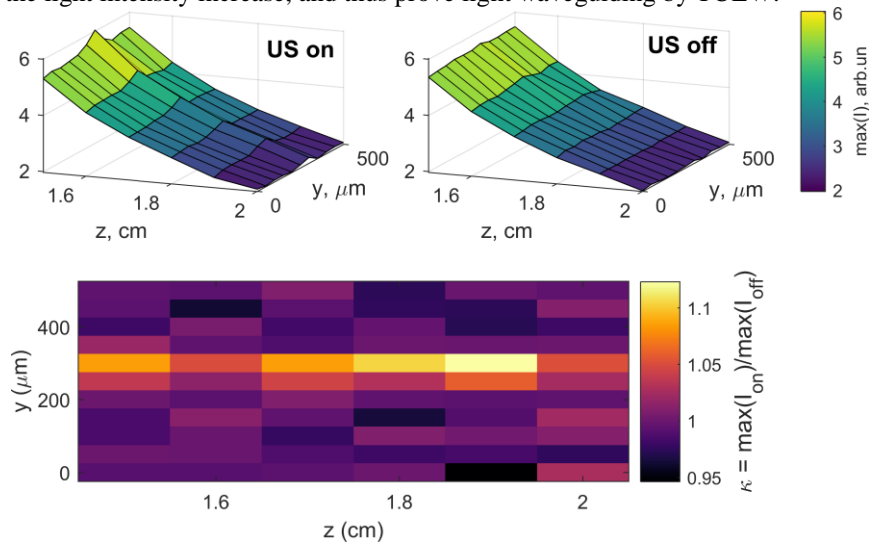 the light intensity increase, and thus prove light waveguiding by TUEW.
US on
US off
6
4
2
1.6
1.8
2
0
500
z, cm
y, μm
6
4
2
1.6
1.8
2
0
500
z, cm
y, μm
6
5
4
3
2
max(I), arb.un
400
200
0
y (μm)
1.6
1.8
2
z (cm)
1.1
1.05
1
0.95
κ = max(I_on)/max(I_off)